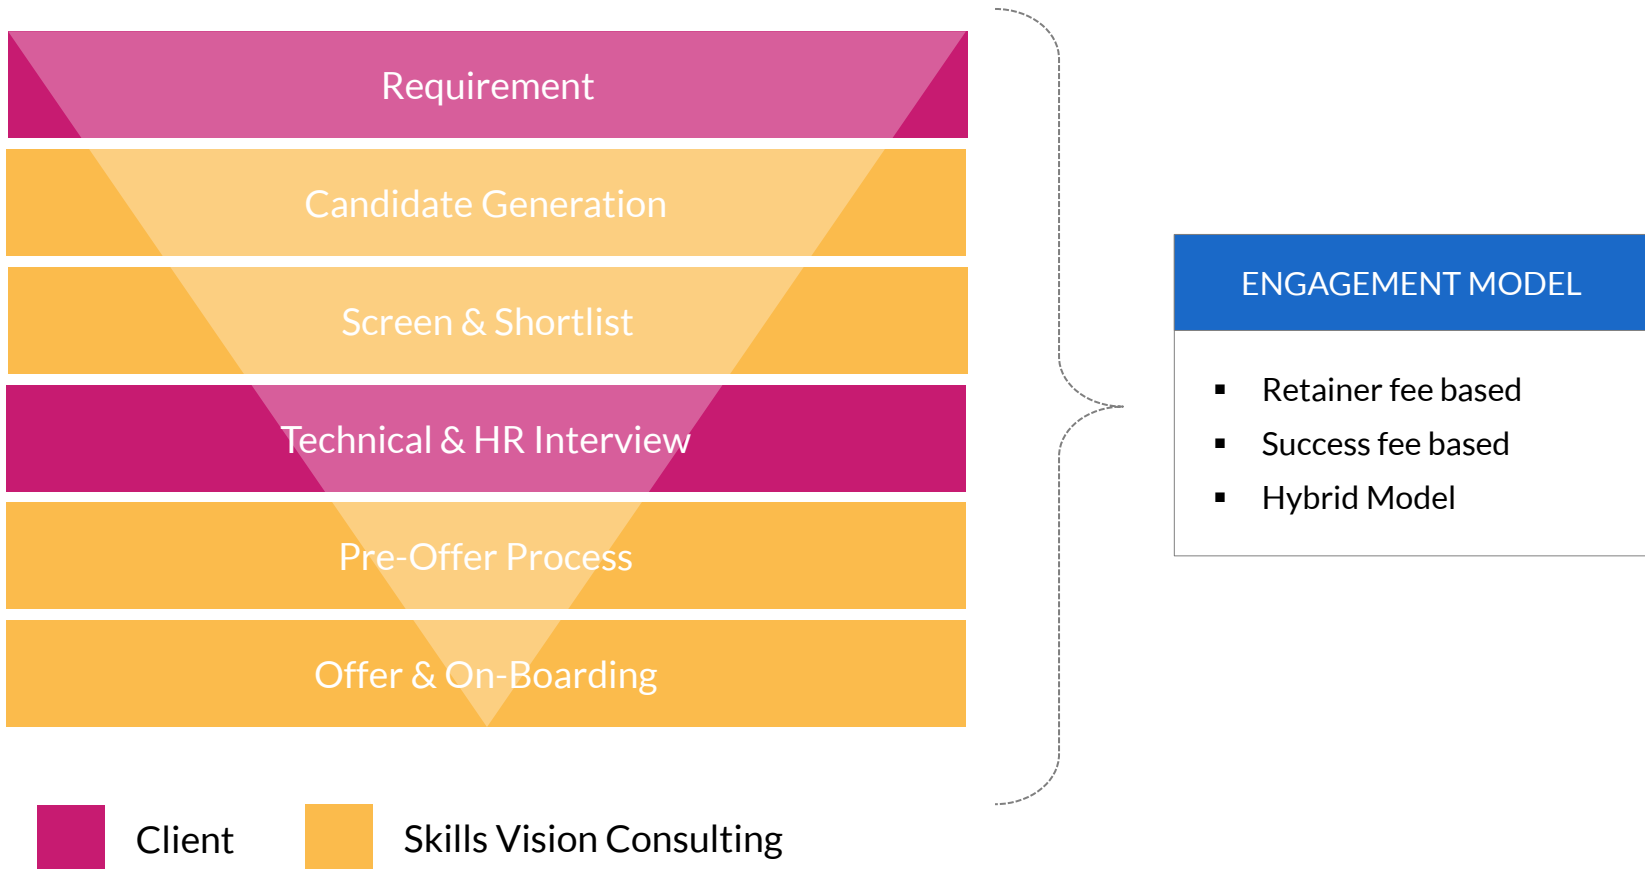 Requirement
Candidate Generation
Screen & Shortlist
Technical & HR Interview
Pre-Offer Process
Offer & On-Boarding
Client
Skills Vision Consulting
ENGAGEMENT MODEL
▪ Retainer fee based
▪ Success fee based
▪ Hybrid Model